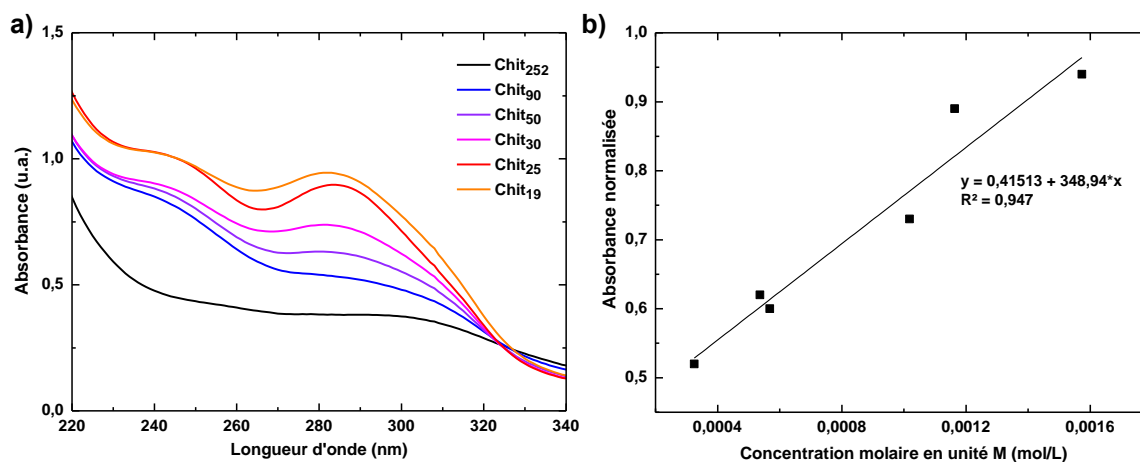 a)
1,5
1,0
0,5
0,0
220 240 260 280 300 320 340
Absorbance (u.a.)
Longueur d'onde (nm)
Chit252
Chit90
Chit50
Chit30
Chit25
Chit19
b)
1,0
0,9
0,8
0,7
0,6
0,5
0,0004 0,0008 0,0012 0,0016
Absorbance normalisée
Concentration molaire en unité M (mol/L)
y = 0,41513 + 348,94*x
R² = 0,947